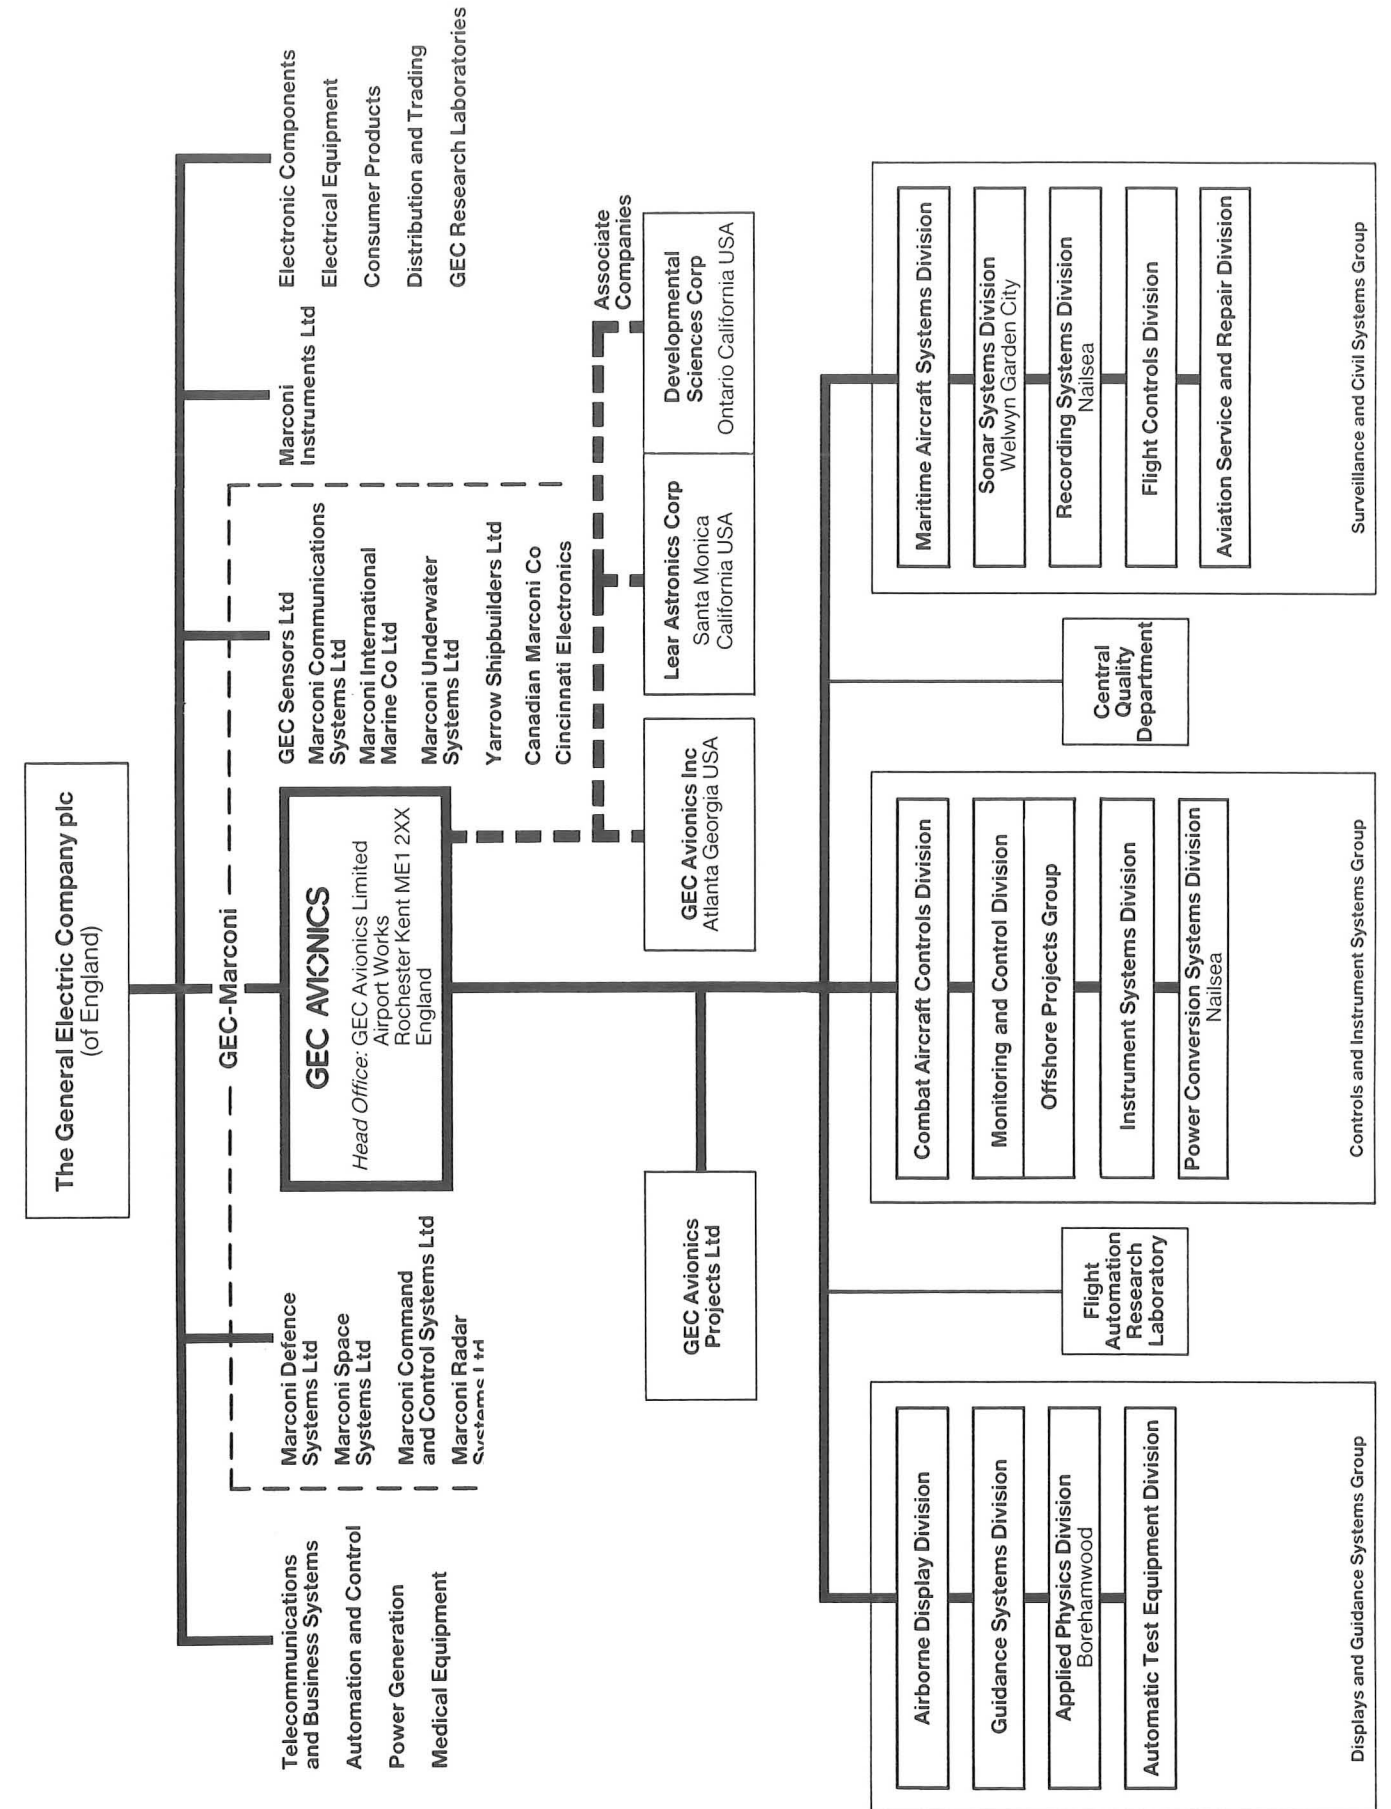 The General Electric Company plc
(of England)
GEC-Marconi
Telecommunications
and Business Systems
Automation and Control
Power Generation
Medical Equipment
Marconi Defence
Systems Ltd
Marconi Space
Systems Ltd
Marconi Command
and Control Systems Ltd
Marconi Radar
Systems Ltd
GEC AVIONICS
Head Office: GEC Avionics Limited
Airport Works
Rochester Kent ME1 2XX
England
GEC Sensors Ltd
Marconi Communications
Systems Ltd
Marconi International
Marine Co Ltd
Marconi Underwater
Systems Ltd
Yarrow Shipbuilders Ltd
Canadian Marconi Co
Cincinnati Electronics
Marconi
Instruments Ltd
Electronic Components
Electrical Equipment
Consumer Products
Distribution and Trading
GEC Research Laboratories
Associate
Companies
GEC Avionics
Projects Ltd
GEC Avionics Inc
Atlanta Georgia USA
Lear Astronics Corp
Santa Monica
California USA
Developmental
Sciences Corp
Ontario California USA
Airborne Display Division
Guidance Systems Division
Applied Physics Division
Borehamwood
Automatic Test Equipment Division
Displays and Guidance Systems Group
Flight
Automation
Research
Laboratory
Combat Aircraft Controls Division
Monitoring and Control Division
Offshore Projects Group
Instrument Systems Division
Power Conversion Systems Division
Nailsea
Controls and Instrument Systems Group
Central
Quality
Department
Maritime Aircraft Systems Division
Sonar Systems Division
Welwyn Garden City
Recording Systems Division
Nailsea
Flight Controls Division
Aviation Service and Repair Division
Surveillance and Civil Systems Group